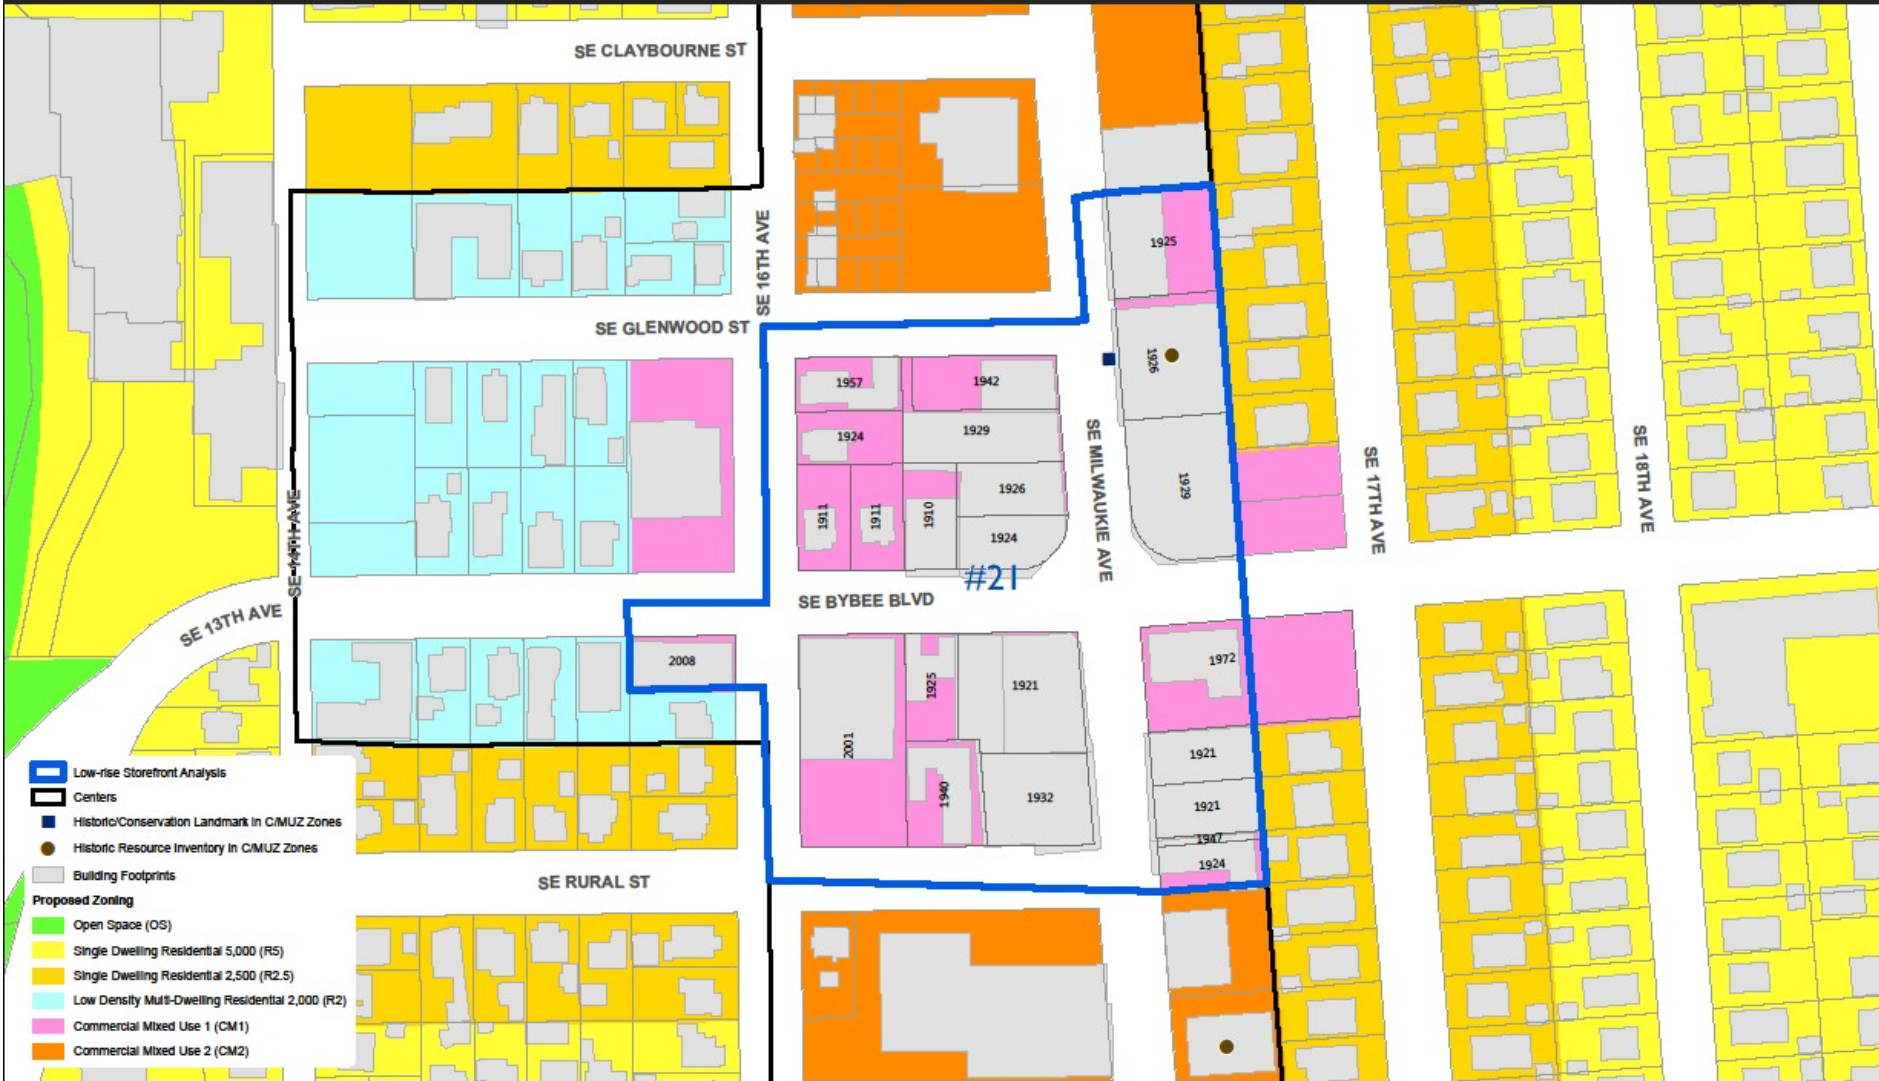 SE CLAYBOURNE ST
SE 16TH AVE
1925
SE GLENWOOD ST
1926
1957
1942
1924
1929
SE MILWAUKIE AVE
SE 17TH AVE
SE 18TH AVE
1926
1929
1911
1911
1910
1924
SE 14TH AVE
#21
SE BYBEE BLVD
SE 13TH AVE
2008
1925
1921
1972
2001
1921
1940
1932
1921
1947
1924
SE RURAL ST
Low-rise Storefront Analysis
Centers
Historic/Conservation Landmark in C/MUZ Zones
Historic Resource Inventory in C/MUZ Zones
Building Footprints
Proposed Zoning
Open Space (OS)
Single Dwelling Residential 5,000 (R5)
Single Dwelling Residential 2,500 (R2.5)
Low Density Multi-Dwelling Residential 2,000 (R2)
Commercial Mixed Use 1 (CM1)
Commercial Mixed Use 2 (CM2)